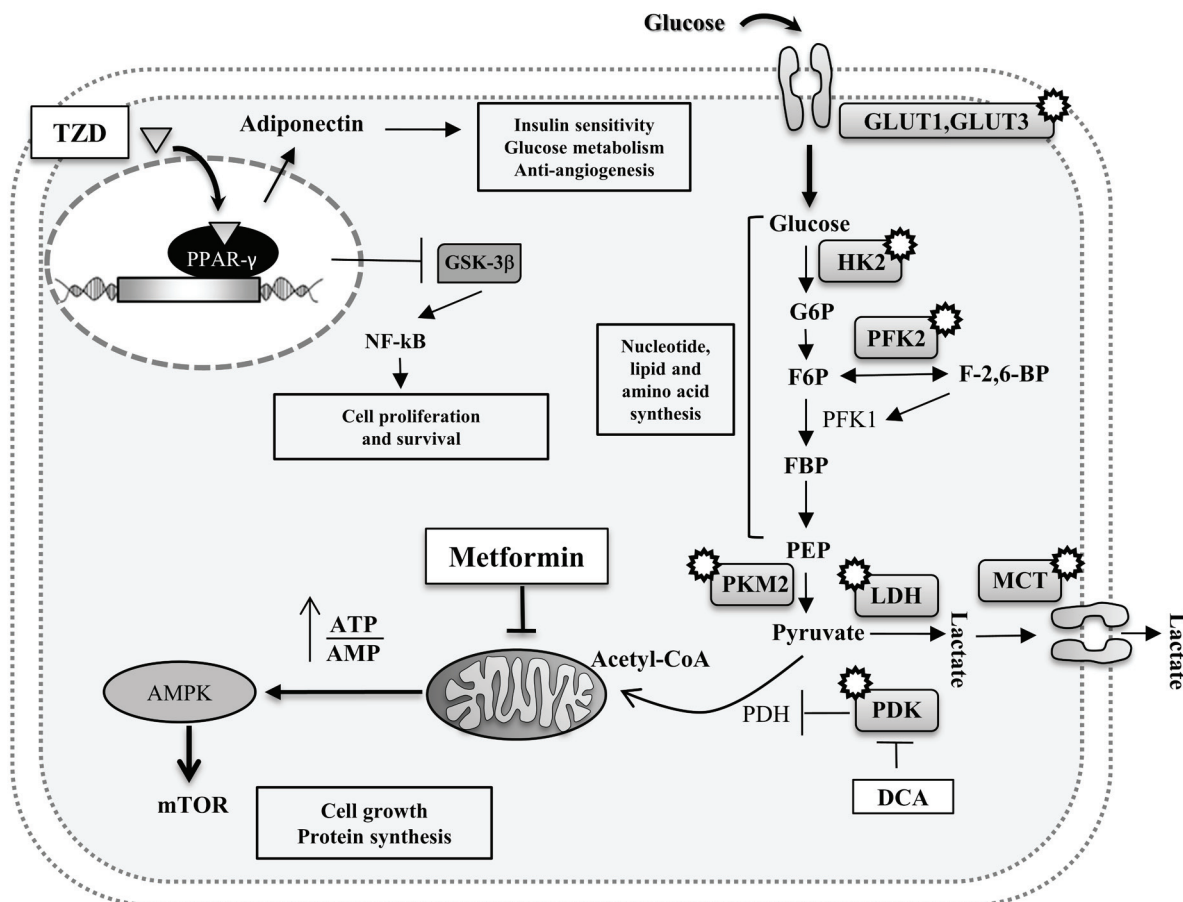 Glucose
GLUT1,GLUT3
TZD
Adiponectin
Insulin sensitivity
Glucose metabolism
Anti-angiogenesis
PPAR-γ
GSK-3β
NF-kB
Cell proliferation
and survival
Glucose
HK2
G6P
PFK2
F6P
F-2,6-BP
PFK1
FBP
PEP
Nucleotide,
lipid and
amino acid
synthesis
PKM2
LDH
MCT
Pyruvate
Lactate
Lactate
Metformin
ATP
AMP
Acetyl-CoA
AMPK
PDH
PDK
DCA
mTOR
Cell growth
Protein synthesis